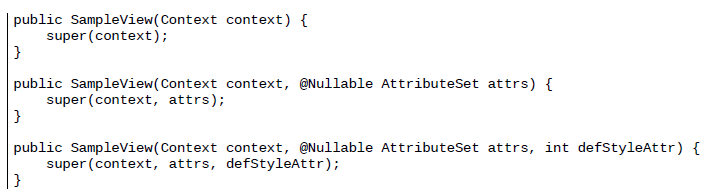 public SampleView(Context context) {
    super(context);
}

public SampleView(Context context, @Nullable AttributeSet attrs) {
    super(context, attrs);
}

public SampleView(Context context, @Nullable AttributeSet attrs, int defStyleAttr) {
    super(context, attrs, defStyleAttr);
}